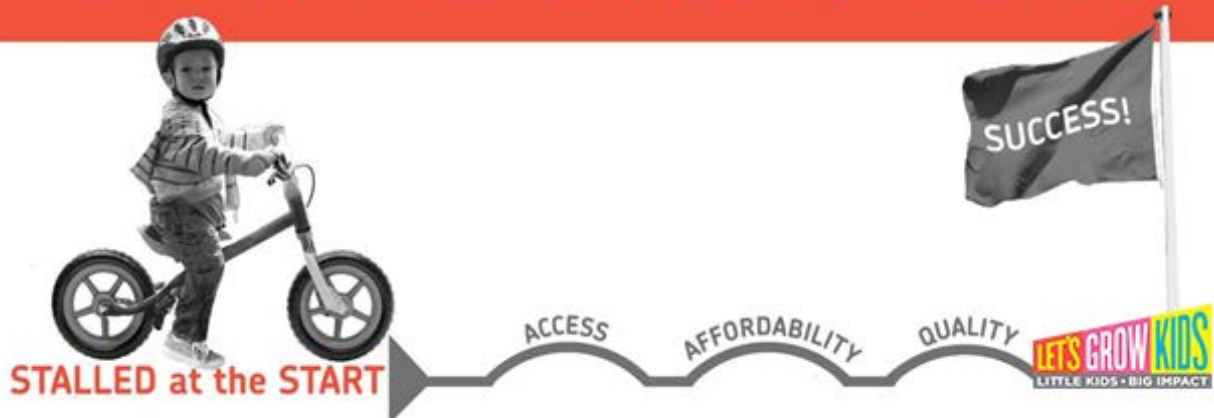 SUCCESS!
ACCESS
AFFORDABILITY
QUALITY
STALLED at the START
LET'S GROW KIDS
LITTLE KIDS • BIG IMPACT